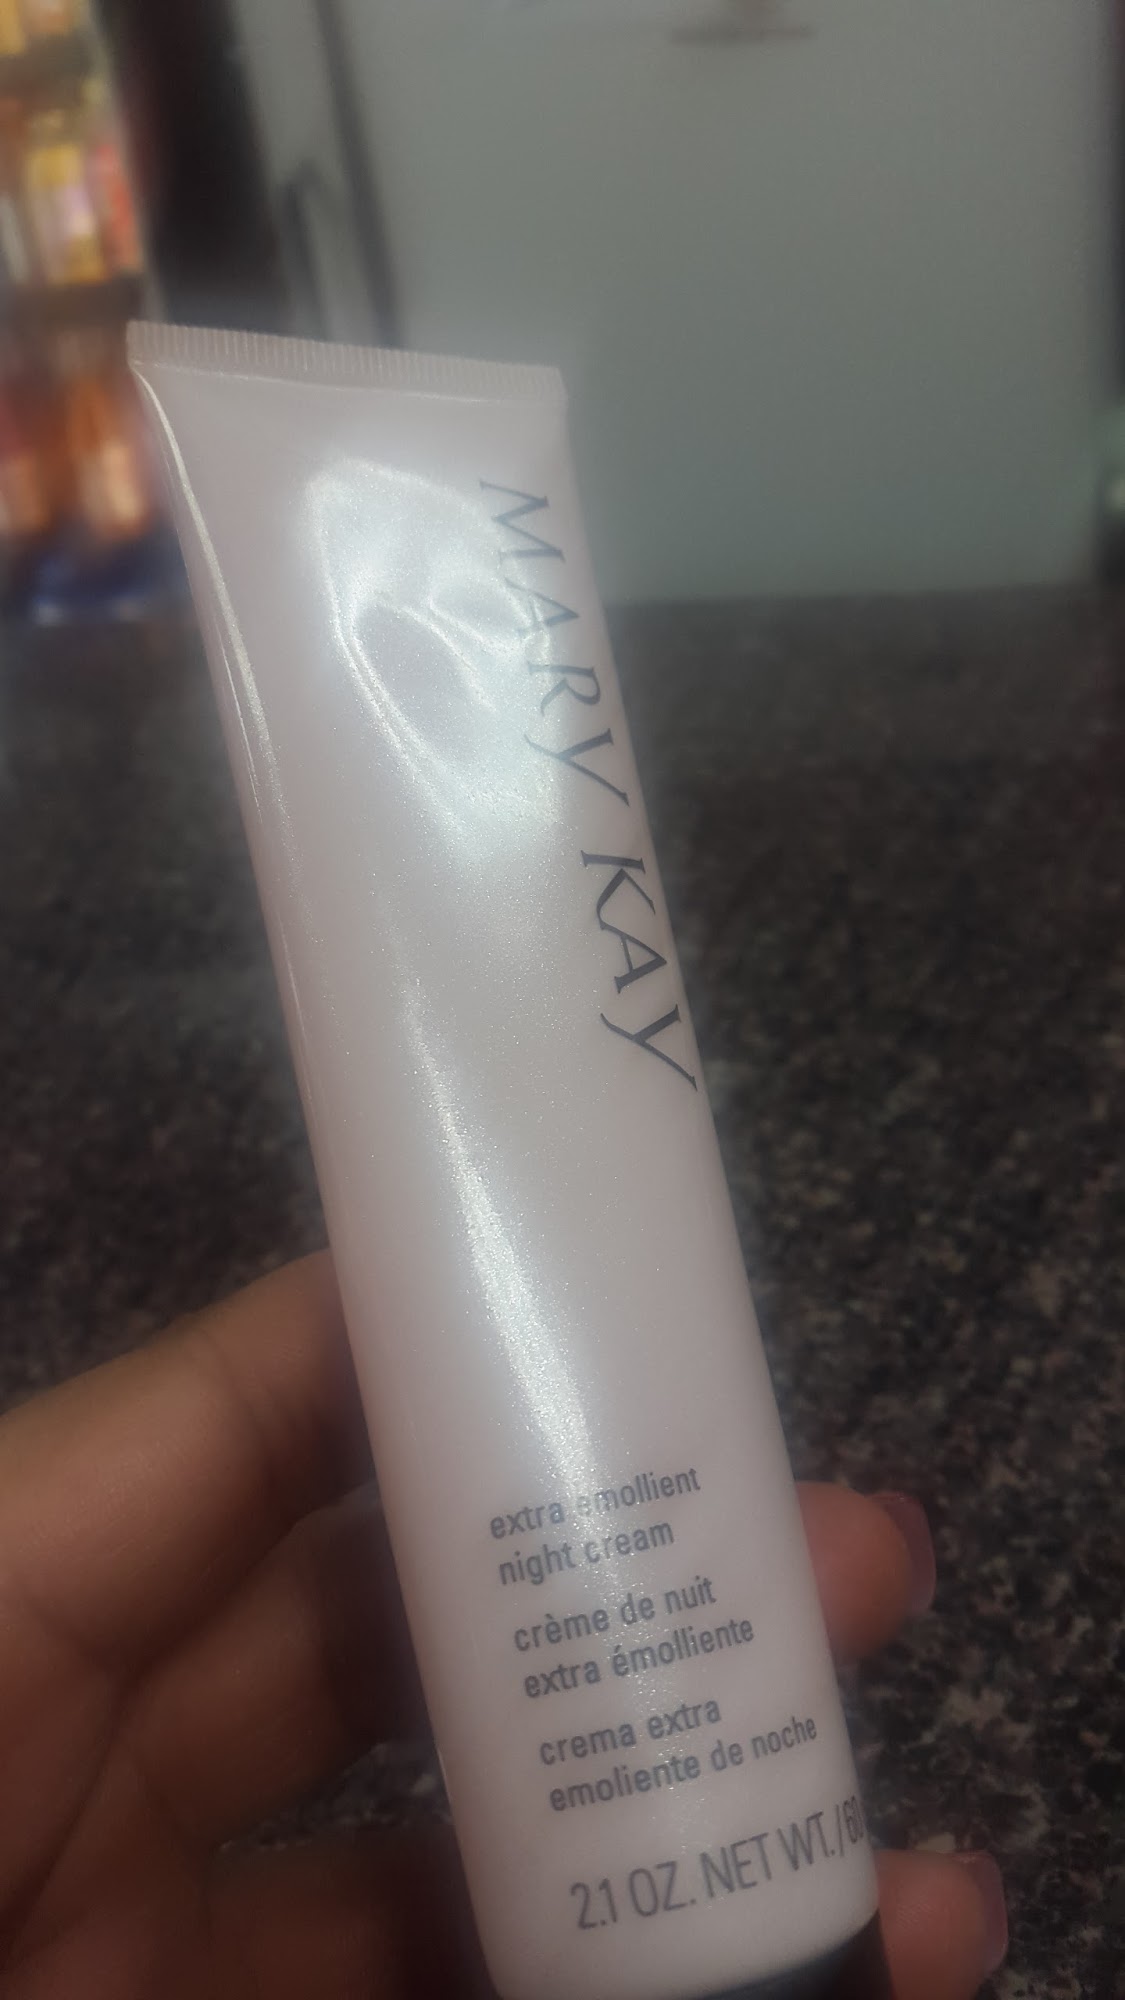 MARY KAY
extra emollient
night cream
crème de nuit
extra émolliente
crema extra
emoliente de noche
2.1 OZ. NET WT./60